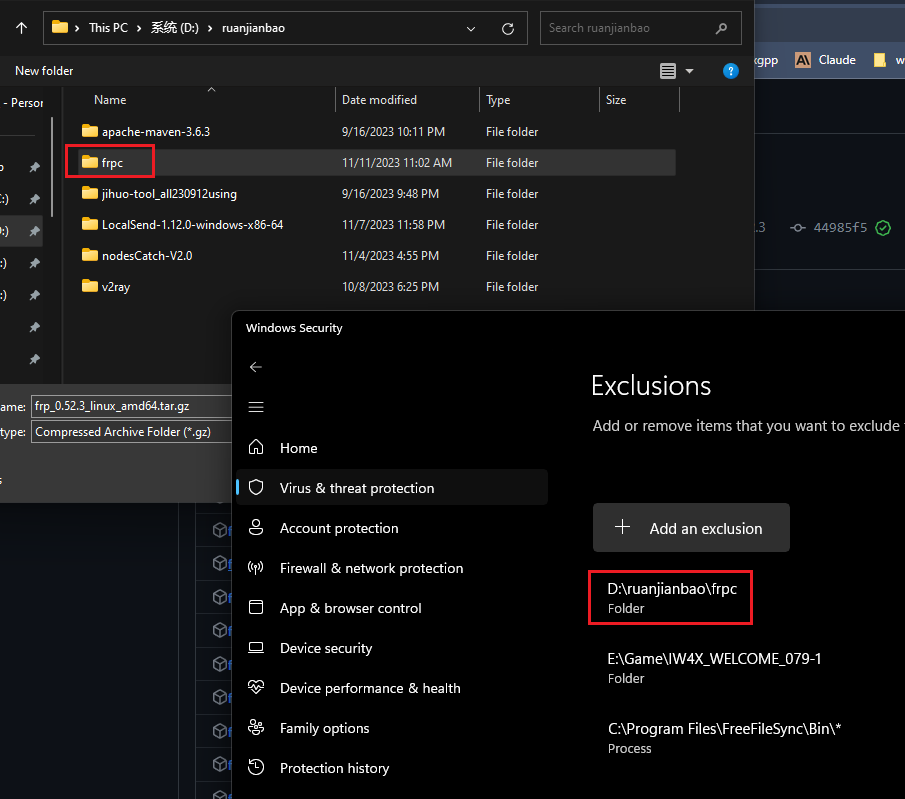 This PC > 系统 (D:) > ruanjianbao
Search ruanjianbao
xgpp
Claude
w
New folder
- Person
Name
Date modified
Type
Size
apache-maven-3.6.3
9/16/2023 10:11 PM
File folder
frpc
11/11/2023 11:02 AM
File folder
jihuo-tool_all230912using
9/16/2023 9:48 PM
File folder
LocalSend-1.12.0-windows-x86-64
11/7/2023 11:58 PM
File folder
nodesCatch-V2.0
11/4/2023 4:55 PM
File folder
v2ray
10/8/2023 6:25 PM
File folder
.3
44985f5
ame:
frp_0.52.3_linux_amd64.tar.gz
type:
Compressed Archive Folder (*.gz)
Windows Security
Home
Virus & threat protection
Account protection
Firewall & network protection
App & browser control
Device security
Device performance & health
Family options
Protection history
Exclusions
Add or remove items that you want to exclude
Add an exclusion
D:\ruanjianbao\frpc
Folder
E:\Game\IW4X_WELCOME_079-1
Folder
C:\Program Files\FreeFileSync\Bin\*
Process